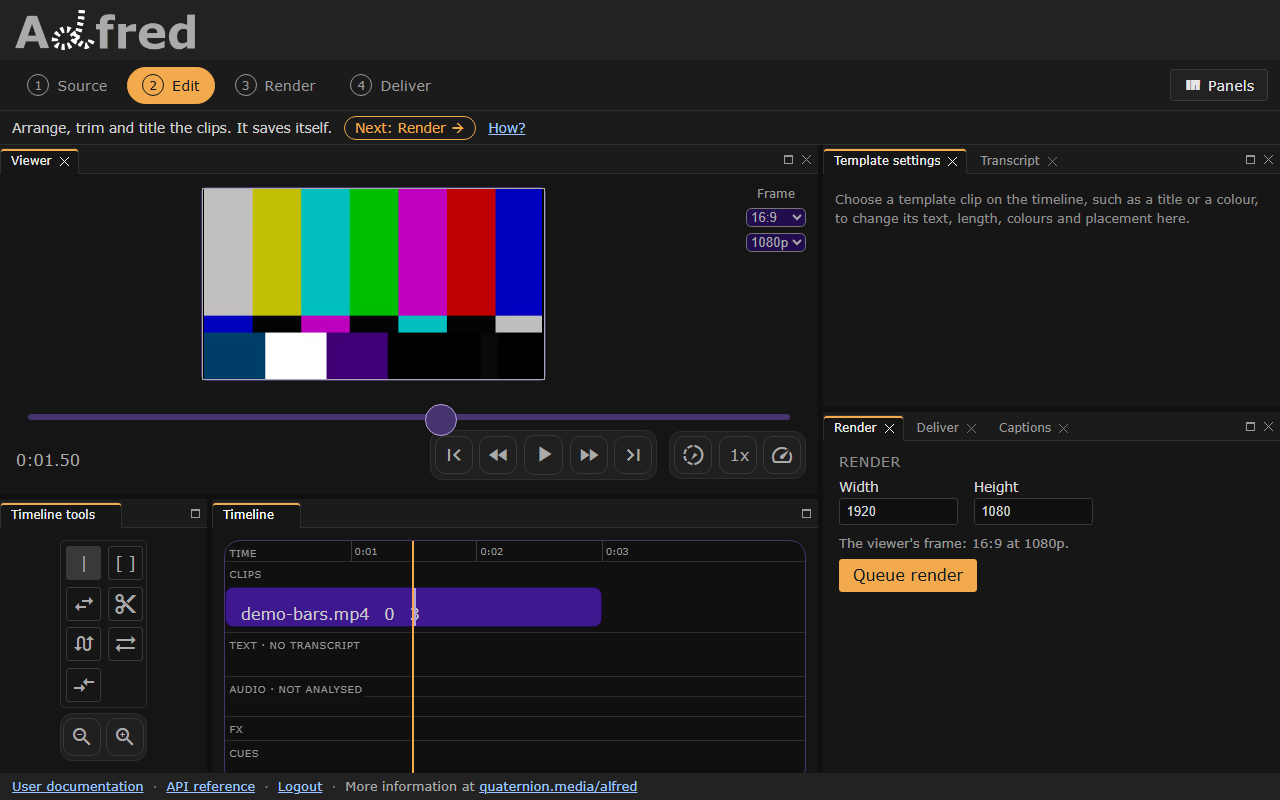 Adfred
1 Source 2 Edit 3 Render 4 Deliver Panels
Arrange, trim and title the clips. It saves itself. Next: Render → How?
Viewer
Frame
16:9
1080p
0:01.50
1x
Template settings Transcript
Choose a template clip on the timeline, such as a title or a colour,
to change its text, length, colours and placement here.
Render Deliver Captions
RENDER
Width Height
1920 1080
The viewer's frame: 16:9 at 1080p.
Queue render
Timeline tools
[ ]
Timeline
TIME 0:01 0:02 0:03
CLIPS
demo-bars.mp4 0 3
TEXT · NO TRANSCRIPT
AUDIO · NOT ANALYSED
FX
CUES
User documentation · API reference · Logout · More information at quaternion.media/alfred